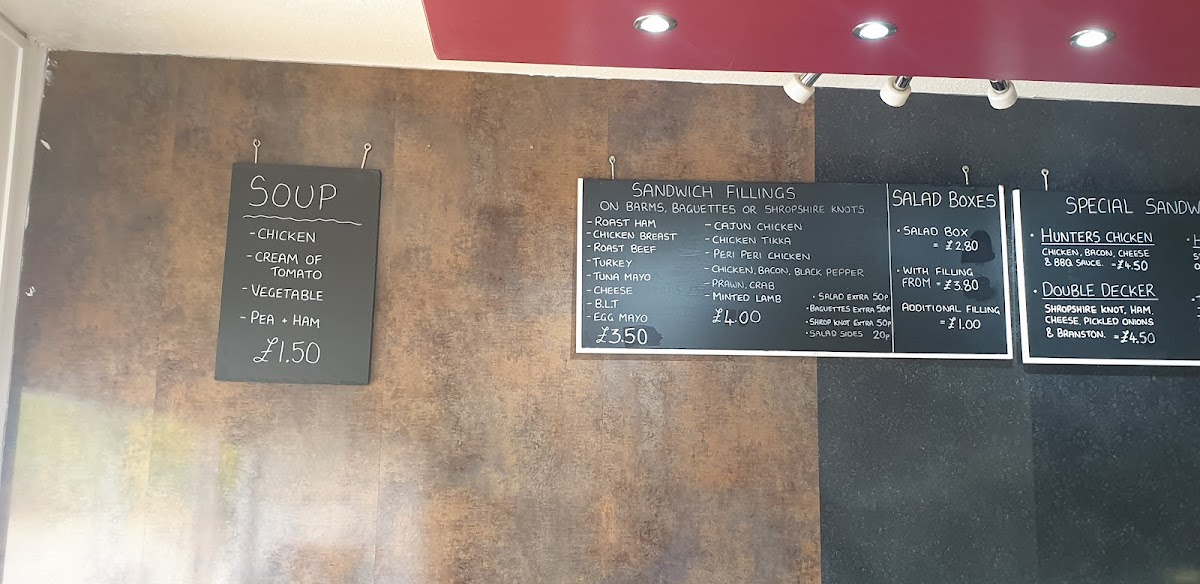 SOUP
- CHICKEN
- CREAM OF
TOMATO
- VEGETABLE
- PEA + HAM
£1.50
SANDWICH FILLINGS
ON BARMS, BAGUETTES OR SHROPSHIRE KNOTS
- ROAST HAM
- CHICKEN BREAST
- ROAST BEEF
- TURKEY
- TUNA MAYO
- CHEESE
- B.L.T
- EGG MAYO
£3.50
- CAJUN CHICKEN
- CHICKEN TIKKA
- PERI PERI CHICKEN
- CHICKEN, BACON, BLACK PEPPER
- PRAWN, CRAB
- MINTED LAMB
£4.00
• SALAD EXTRA 50p
• BAGUETTES EXTRA 50p
• SHROP KNOT EXTRA 50p
• SALAD SIDES 20p
SALAD BOXES
• SALAD BOX
= £2.80
• WITH FILLING
FROM = £3.80
ADDITIONAL FILLING
= £1.00
SPECIAL SANDW
• HUNTERS CHICKEN
CHICKEN, BACON, CHEESE
& BBQ SAUCE. = £4.50
• DOUBLE DECKER
SHROPSHIRE KNOT, HAM,
CHEESE, PICKLED ONIONS
& BRANSTON. = £4.50